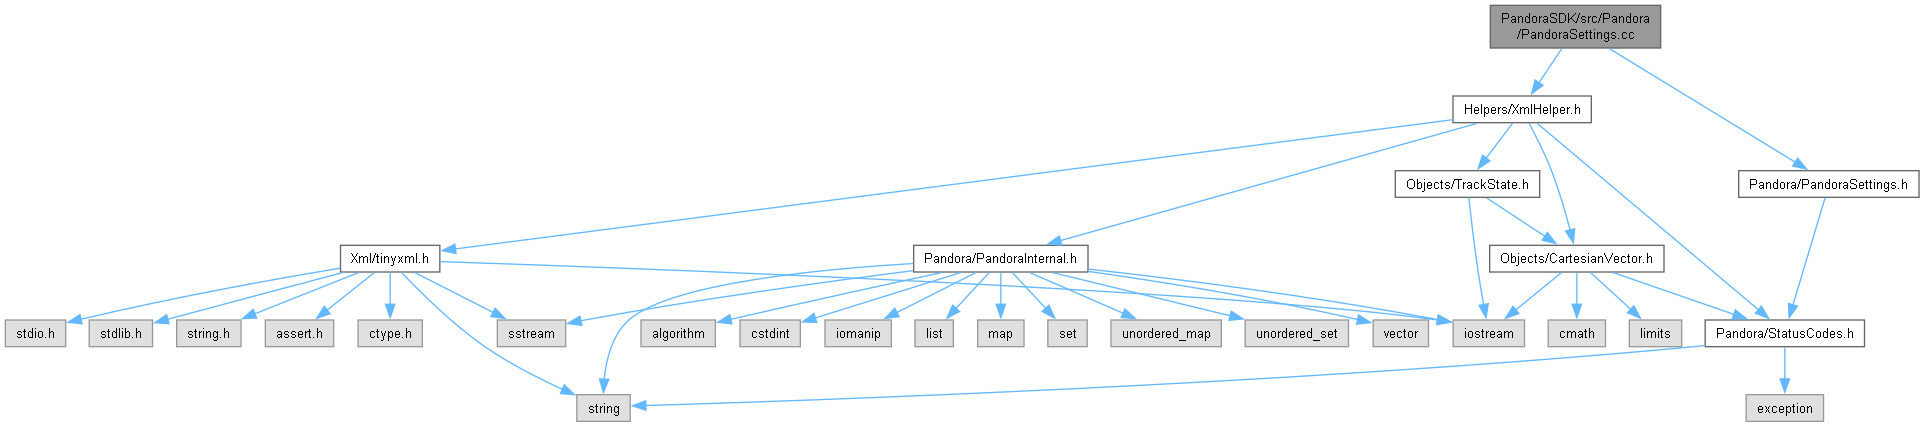 PandoraSDK/src/Pandora
/PandoraSettings.cc
Helpers/XmlHelper.h
Objects/TrackState.h
Pandora/PandoraSettings.h
Xml/tinyxml.h
Pandora/PandoraInternal.h
Objects/CartesianVector.h
stdio.h
stdlib.h
string.h
assert.h
ctype.h
sstream
algorithm
cstdint
iomanip
list
map
set
unordered_map
unordered_set
vector
iostream
cmath
limits
Pandora/StatusCodes.h
string
exception